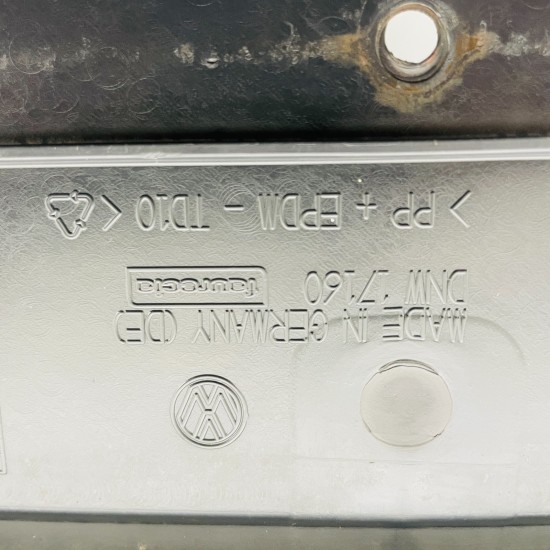 MADE IN GERMANY (DE)
DNW 17160 faurecia
> PP + EPDM - TD10 <